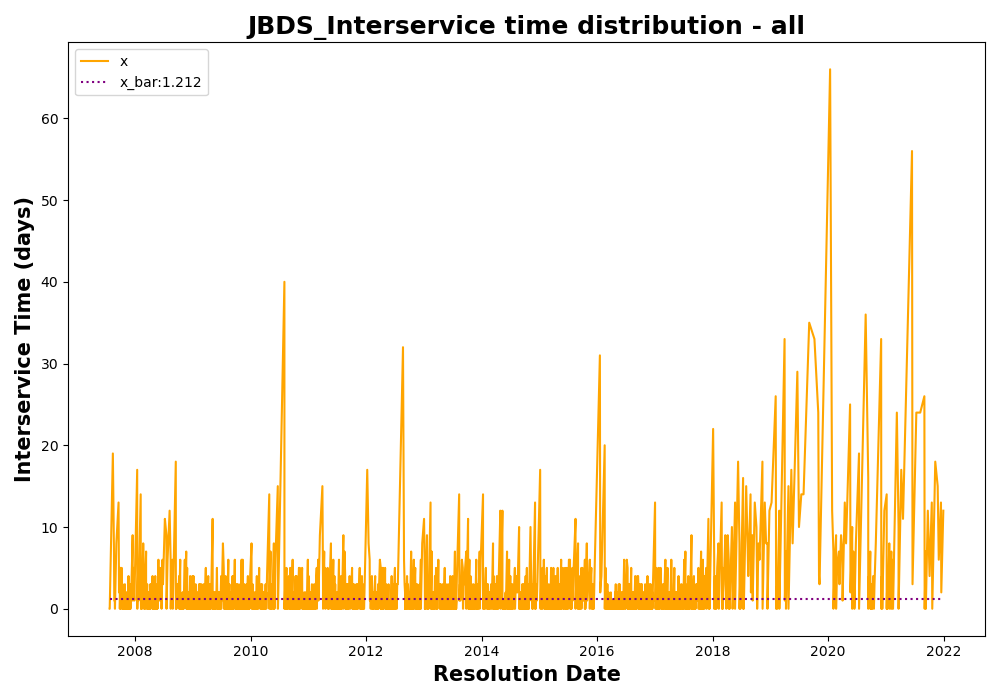 JBDS_Interservice time distribution - all
x
x_bar:1.212
Interservice Time (days)
60
50
40
30
20
10
0
2008 2010 2012 2014 2016 2018 2020 2022
Resolution Date